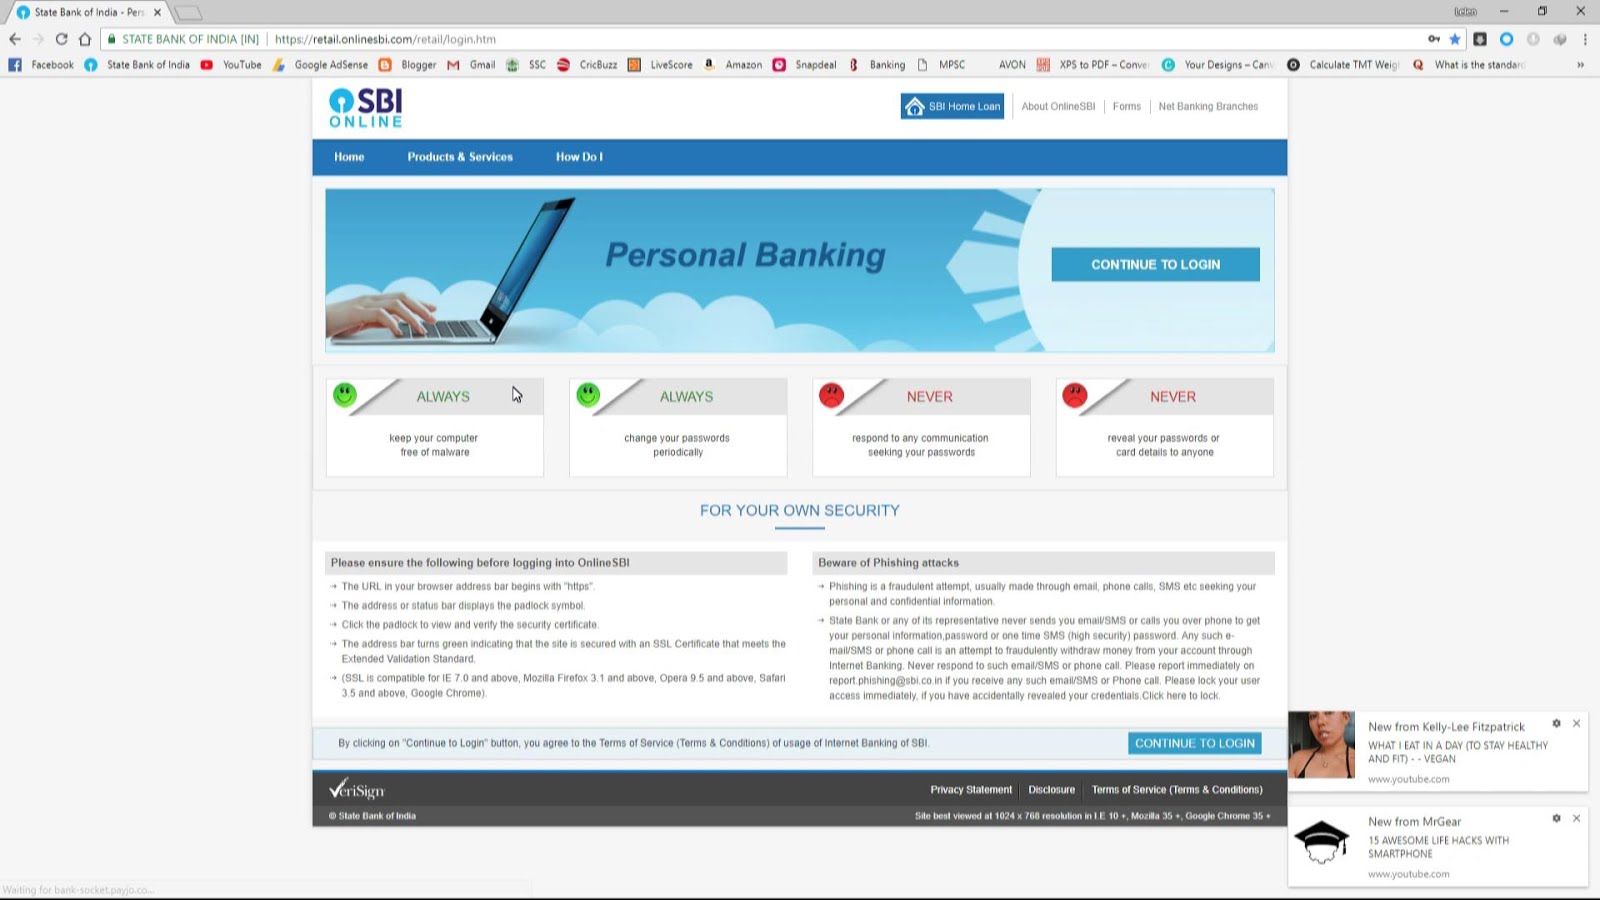 State Bank of India - Pers
STATE BANK OF INDIA [IN] https://retail.onlinesbi.com/retail/login.htm
Facebook State Bank of India YouTube Google AdSense Blogger Gmail SSC CricBuzz LiveScore Amazon Snapdeal Banking MPSC AVON XPS to PDF – Conve Your Designs – Can Calculate TMT Weig What is the standard
SBI
ONLINE
SBI Home Loan About OnlineSBI Forms Net Banking Branches
Home Products & Services How Do I
Personal Banking
CONTINUE TO LOGIN
ALWAYS
keep your computer
free of malware
ALWAYS
change your passwords
periodically
NEVER
respond to any communication
seeking your passwords
NEVER
reveal your passwords or
card details to anyone
FOR YOUR OWN SECURITY
Please ensure the following before logging into OnlineSBI
The URL in your browser address bar begins with "https".
The address or status bar displays the padlock symbol.
Click the padlock to view and verify the security certificate.
The address bar turns green indicating that the site is secured with an SSL Certificate that meets the
Extended Validation Standard.
(SSL is compatible for IE 7.0 and above, Mozilla Firefox 3.1 and above, Opera 9.5 and above, Safari
3.5 and above, Google Chrome).
Beware of Phishing attacks
Phishing is a fraudulent attempt, usually made through email, phone calls, SMS etc seeking your
personal and confidential information.
State Bank or any of its representative never sends you email/SMS or calls you over phone to get
your personal information,password or one time SMS (high security) password. Any such e-
mail/SMS or phone call is an attempt to fraudulently withdraw money from your account through
Internet Banking. Never respond to such email/SMS or phone call. Please report immediately on
report.phishing@sbi.co.in if you receive any such email/SMS or Phone call. Please lock your user
access immediately, if you have accidentally revealed your credentials.Click here to lock.
By clicking on "Continue to Login" button, you agree to the Terms of Service (Terms & Conditions) of usage of Internet Banking of SBI.
CONTINUE TO LOGIN
VeriSign
Privacy Statement Disclosure Terms of Service (Terms & Conditions)
© State Bank of India
Site best viewed at 1024 x 768 resolution in I.E 10 +, Mozilla 35 +, Google Chrome 35 +
New from Kelly-Lee Fitzpatrick
WHAT I EAT IN A DAY (TO STAY HEALTHY
AND FIT) - - VEGAN
www.youtube.com
New from MrGear
15 AWESOME LIFE HACKS WITH
SMARTPHONE
www.youtube.com
Waiting for bank-socket.payjo.co...